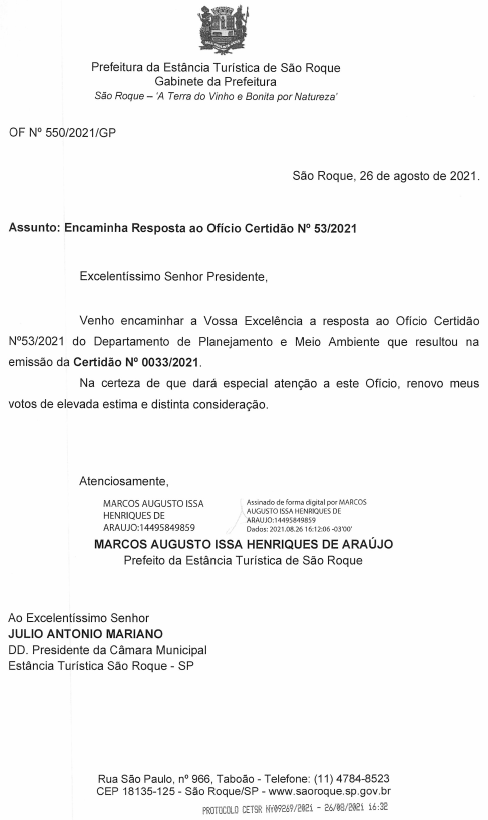 Prefeitura da Estância Turística de São Roque
Gabinete da Prefeitura
São Roque – 'A Terra do Vinho e Bonita por Natureza'
OF Nº 550/2021/GP
São Roque, 26 de agosto de 2021.
Assunto: Encaminha Resposta ao Ofício Certidão Nº 53/2021
Excelentíssimo Senhor Presidente,
Venho encaminhar a Vossa Excelência a resposta ao Ofício Certidão
Nº53/2021 do Departamento de Planejamento e Meio Ambiente que resultou na
emissão da Certidão Nº 0033/2021.
Na certeza de que dará especial atenção a este Ofício, renovo meus
votos de elevada estima e distinta consideração.
Atenciosamente,
MARCOS AUGUSTO ISSA
HENRIQUES DE
ARAUJO:14495849859
Assinado de forma digital por MARCOS
AUGUSTO ISSA HENRIQUES DE
ARAUJO:14495849859
Dados: 2021.08.26 16:12:06 -03'00'
MARCOS AUGUSTO ISSA HENRIQUES DE ARAÚJO
Prefeito da Estância Turística de São Roque
Ao Excelentíssimo Senhor
JULIO ANTONIO MARIANO
DD. Presidente da Câmara Municipal
Estância Turística São Roque - SP
Rua São Paulo, nº 966, Taboão - Telefone: (11) 4784-8523
CEP 18135-125 - São Roque/SP - www.saoroque.sp.gov.br
PROTOCOLO CETSR Nº09269/2021 - 26/08/2021 16:32